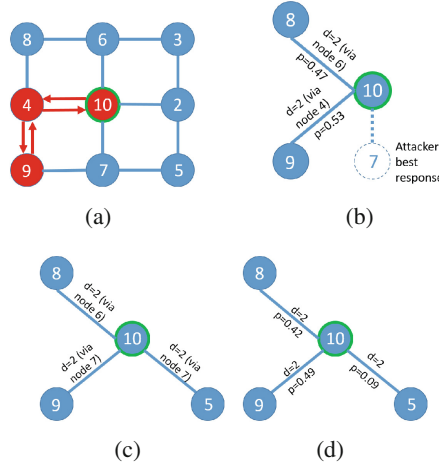 8 6 3
4 10 2
9 7 5
(a)
8
d=2 (via
node 6)
p=0.47
10
d=2 (via
node 4)
p=0.53
9
7
Attacker
best
response
(b)
8
d=2 (via
node 6)
10
d=2 (via
node 7)
d=2 (via
node 7)
9
5
(c)
8
d=2
p=0.42
10
d=2
p=0.49
d=2
p=0.09
9
5
(d)